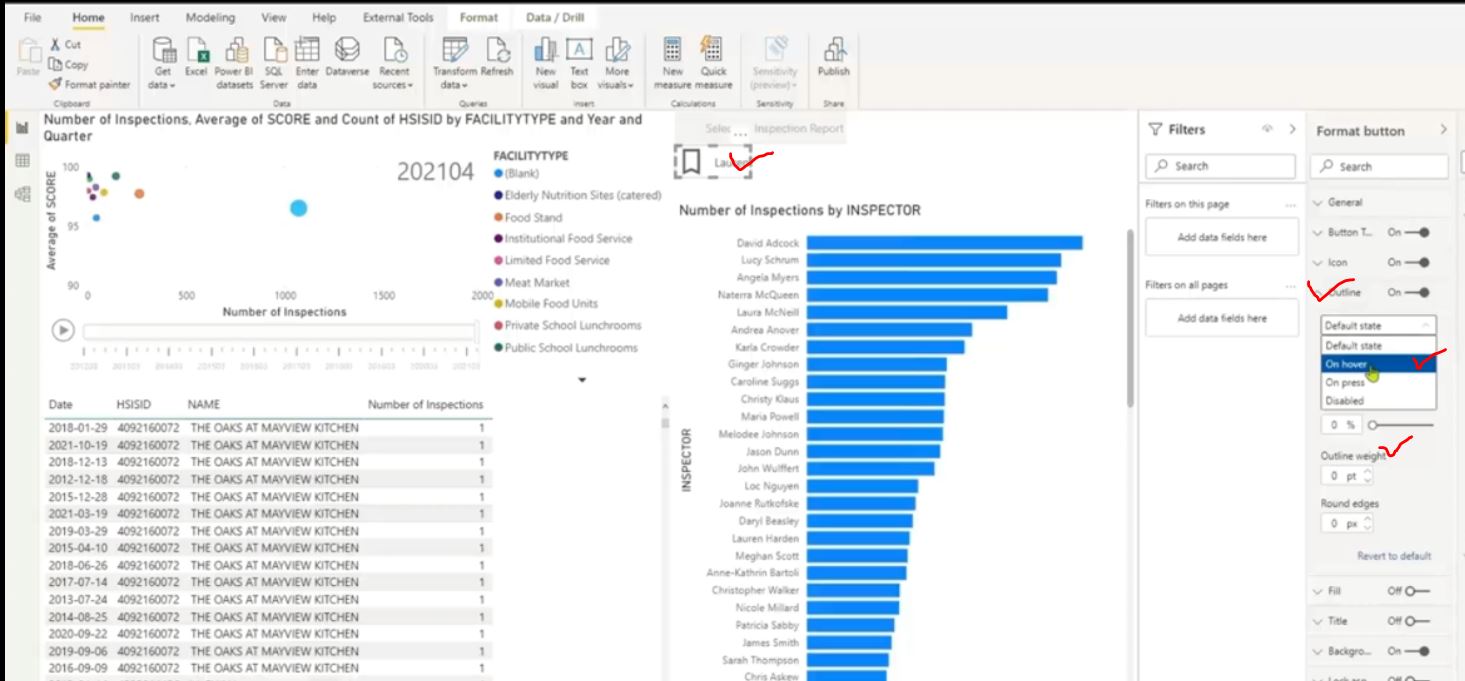 File Home Insert Modeling View Help External Tools Format Data / Drill
Paste
Cut
Copy
Format painter
Clipboard
Get data
Excel
Power BI datasets
SQL Server
Enter data
Dataverse
Recent sources
Data
Transform data
Refresh
Queries
New visual
Text box
More visuals
Insert
New measure
Quick measure
Calculations
Sensitivity (preview)
Sensitivity
Publish
Share
Number of Inspections, Average of SCORE and Count of HSISID by FACILITYTYPE and Year and
Quarter
100
95
90
Average of SCORE
202104
0 500 1000 1500 2000
Number of Inspections
FACILITYTYPE
(Blank)
Elderly Nutrition Sites (catered)
Food Stand
Institutional Food Service
Limited Food Service
Meat Market
Mobile Food Units
Private School Lunchrooms
Public School Lunchrooms
Date HSISID NAME Number of Inspections
2018-01-29 4092160072 THE OAKS AT MAYVIEW KITCHEN 1
2021-10-19 4092160072 THE OAKS AT MAYVIEW KITCHEN 1
2018-12-13 4092160072 THE OAKS AT MAYVIEW KITCHEN 1
2012-12-18 4092160072 THE OAKS AT MAYVIEW KITCHEN 1
2015-12-28 4092160072 THE OAKS AT MAYVIEW KITCHEN 1
2021-03-19 4092160072 THE OAKS AT MAYVIEW KITCHEN 1
2019-03-29 4092160072 THE OAKS AT MAYVIEW KITCHEN 1
2015-04-10 4092160072 THE OAKS AT MAYVIEW KITCHEN 1
2018-06-26 4092160072 THE OAKS AT MAYVIEW KITCHEN 1
2017-07-14 4092160072 THE OAKS AT MAYVIEW KITCHEN 1
2013-07-24 4092160072 THE OAKS AT MAYVIEW KITCHEN 1
2014-08-25 4092160072 THE OAKS AT MAYVIEW KITCHEN 1
2020-09-22 4092160072 THE OAKS AT MAYVIEW KITCHEN 1
2019-09-06 4092160072 THE OAKS AT MAYVIEW KITCHEN 1
2016-09-09 4092160072 THE OAKS AT MAYVIEW KITCHEN 1
Inspection Report
Number of Inspections by INSPECTOR
INSPECTOR
David Adcock
Lucy Schrum
Angela Myers
Naterra McQueen
Laura McNeill
Andrea Anover
Karla Crowder
Ginger Johnson
Caroline Suggs
Christy Klaus
Maria Powell
Melodee Johnson
Jason Dunn
John Wulffert
Loc Nguyen
Joanne Rutkofske
Daryl Beasley
Lauren Harden
Meghan Scott
Anne-Kathrin Bartoli
Christopher Walker
Nicole Millard
Patricia Sabby
James Smith
Sarah Thompson
Chris Askew
Filters
Search
Filters on this page ...
Add data fields here
Filters on all pages ...
Add data fields here
Format button
Search
General
Button T... On
Icon On
Outline On
Default state
Default state
On hover
On press
Disabled
0 %
Outline weight
0 pt
Round edges
0 px
Revert to default
Fill Off
Title Off
Backgro... On